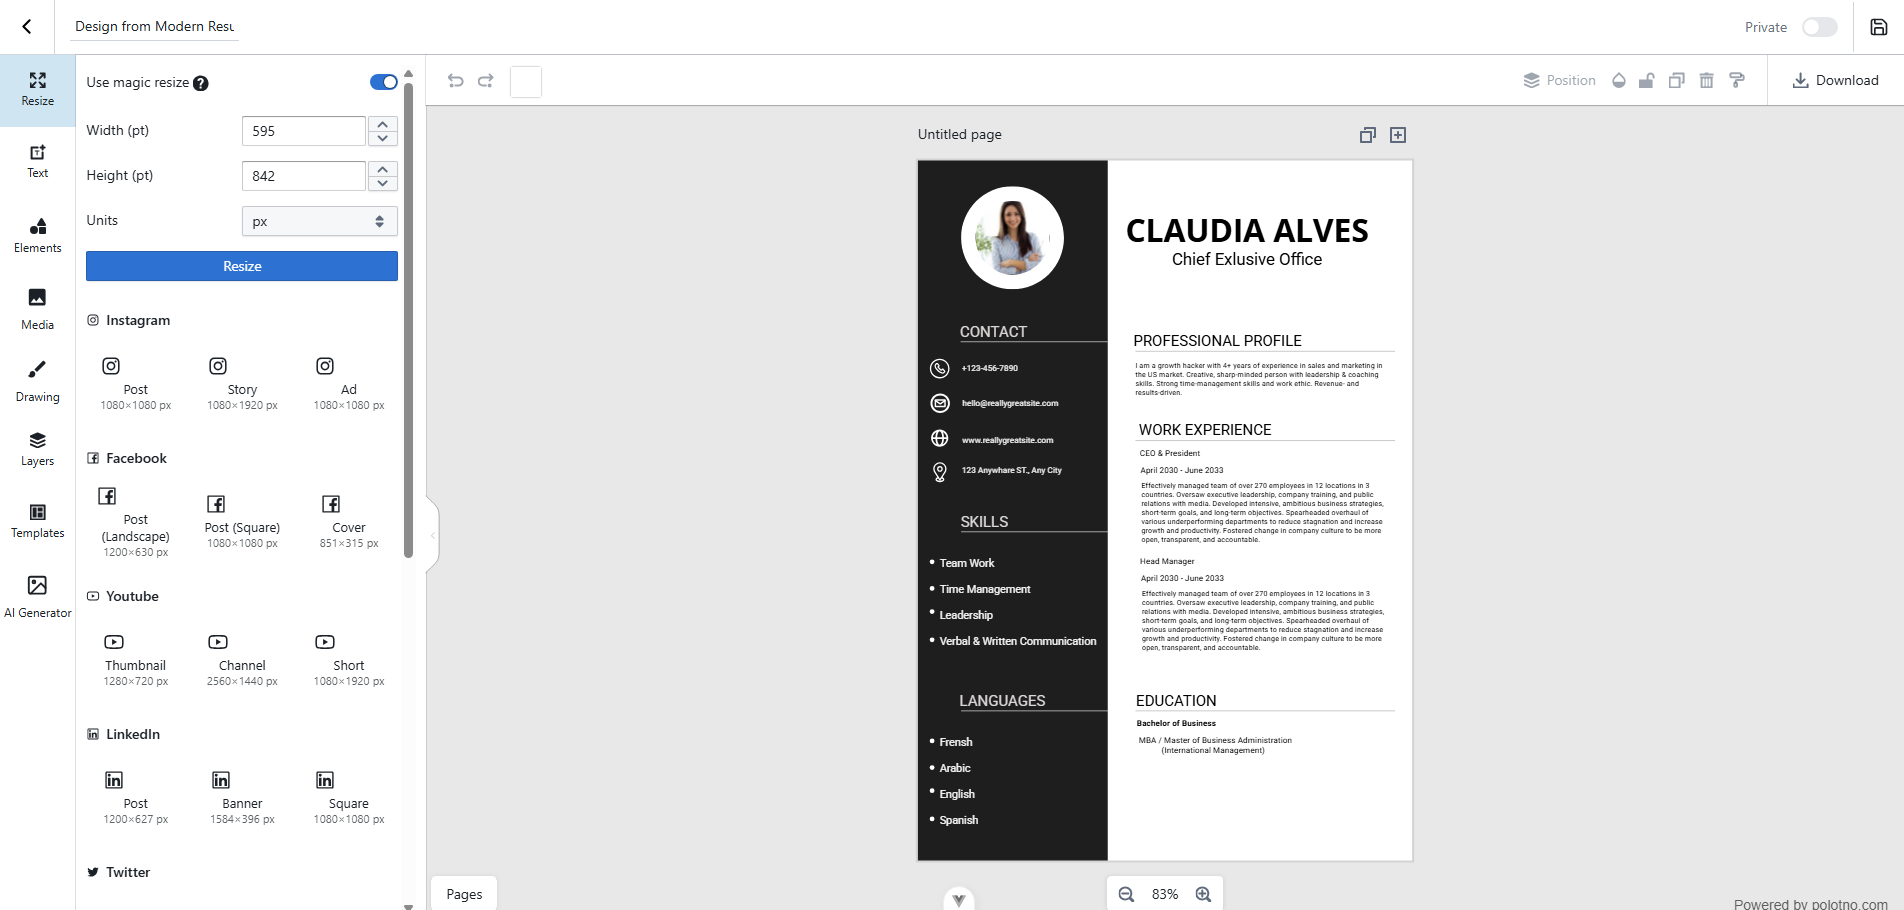 Design from Modern Resu
Private
Resize
Text
Elements
Media
Drawing
Layers
Templates
AI Generator
Use magic resize ?
Width (pt)
595
Height (pt)
842
Units
px
Resize
Instagram
Post
1080×1080 px
Story
1080×1920 px
Ad
1080×1080 px
Facebook
Post
(Landscape)
1200×630 px
Post (Square)
1080×1080 px
Cover
851×315 px
Youtube
Thumbnail
1280×720 px
Channel
2560×1440 px
Short
1080×1920 px
LinkedIn
Post
1200×627 px
Banner
1584×396 px
Square
1080×1080 px
Twitter
Position
Download
Untitled page
CONTACT
+123-456-7890
hello@reallygreatsite.com
www.reallygreatsite.com
123 Anywhare ST., Any City
SKILLS
Team Work
Time Management
Leadership
Verbal & Written Communication
LANGUAGES
Frensh
Arabic
English
Spanish
CLAUDIA ALVES
Chief Exlusive Office
PROFESSIONAL PROFILE
I am a growth hacker with 4+ years of experience in sales and marketing in
the US market. Creative, sharp-minded person with leadership & coaching
skills. Strong time-management skills and work ethic. Revenue- and
results-driven.
WORK EXPERIENCE
CEO & President
April 2030 - June 2033
Effectively managed team of over 270 employees in 12 locations in 3
countries. Oversaw executive leadership, company training, and public
relations with media. Developed intensive, ambitious business strategies,
short-term goals, and long-term objectives. Spearheaded overhaul of
various underperforming departments to reduce stagnation and increase
growth and productivity. Fostered change in company culture to be more
open, transparent, and accountable.
Head Manager
April 2030 - June 2033
Effectively managed team of over 270 employees in 12 locations in 3
countries. Oversaw executive leadership, company training, and public
relations with media. Developed intensive, ambitious business strategies,
short-term goals, and long-term objectives. Spearheaded overhaul of
various underperforming departments to reduce stagnation and increase
growth and productivity. Fostered change in company culture to be more
open, transparent, and accountable.
EDUCATION
Bachelor of Business
MBA / Master of Business Administration
(International Management)
Pages
83%
Powered by polotno.com